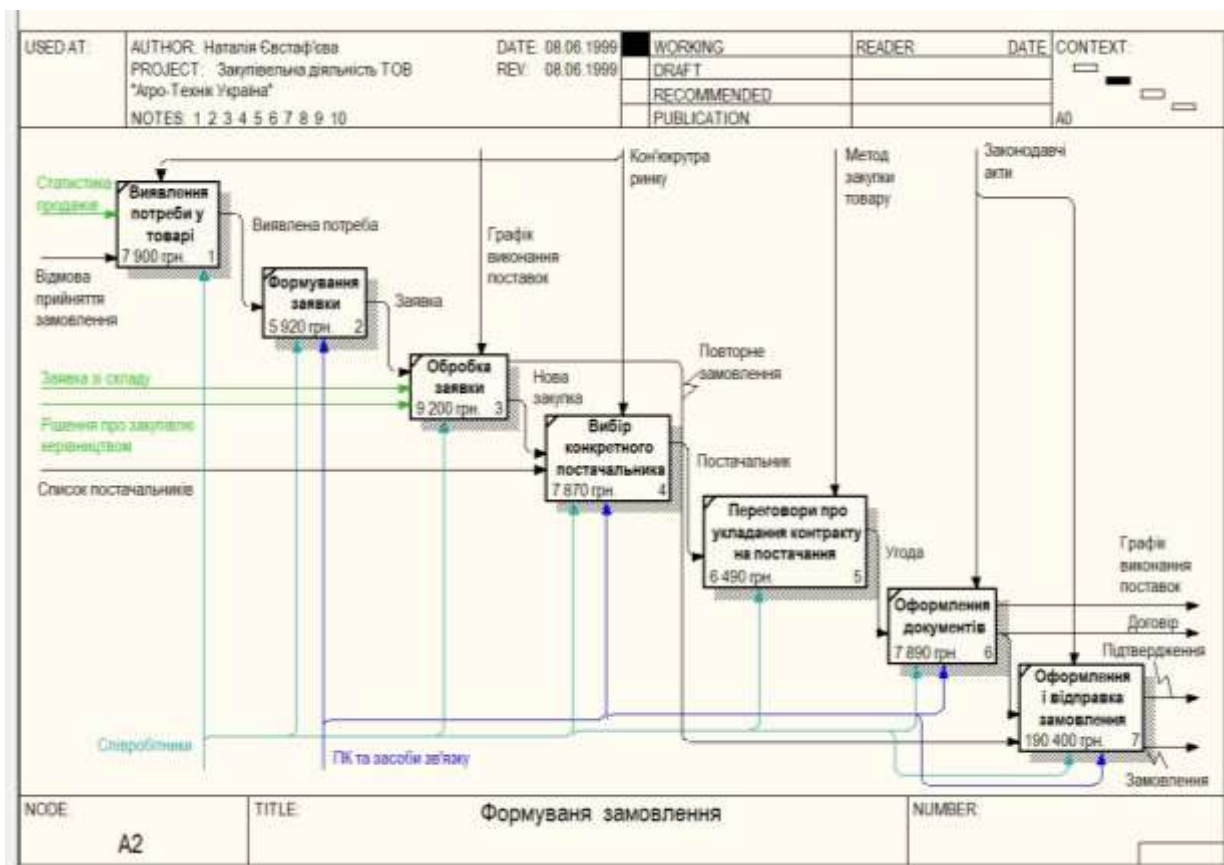 USED AT:
AUTHOR: Наталія Євстаф'єва
DATE: 08.06.1999
WORKING
READER
DATE
CONTEXT:
PROJECT: Закупівельна діяльність ТОВ
REV: 08.06.1999
DRAFT
"Агро-Технік Україна"
RECOMMENDED
NOTES: 1 2 3 4 5 6 7 8 9 10
PUBLICATION
A0
Статистика
продажів
Відмова
прийняття
замовлення
Виявлення
потреби у
товарі
7 900 грн.
1
Виявлена потреба
Кон'юкрутра
ринку
Метод
закупки
товару
Законодавчі
акти
Графік
виконання
поставок
Формування
заявки
5 920 грн.
2
Заявка
Заявка зі складу
Рішення про закупівлю
керівництвом
Список постачальників
Обробка
заявки
9 200 грн.
3
Нова
закупка
Повторне
замовлення
Вибір
конкретного
постачальника
7 870 грн.
4
Постачальник
Переговори про
укладання контракту
на постачання
6 490 грн.
5
Угода
Оформлення
документів
7 890 грн.
6
Графік
виконання
поставок
Договір
Підтвердження
Оформлення
і відправка
замовлення
190 400 грн.
7
Замовлення
Співробітники
ПК та засоби зв'язку
NODE:
A2
TITLE:
Формуваня замовлення
NUMBER: